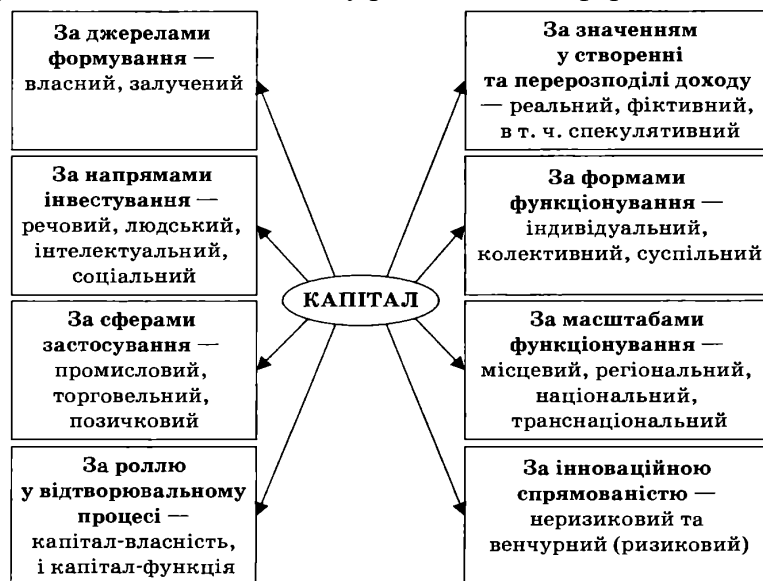 За джерелами
формування —
власний, залучений
За значенням
у створенні
та перерозподілі доходу
— реальний, фіктивний,
в т. ч. спекулятивний
За напрямами
інвестування —
речовий, людський,
інтелектуальний,
соціальний
За формами
функціонування —
індивідуальний,
колективний, суспільний
КАПІТАЛ
За сферами
застосування —
промисловий,
торговельний,
позичковий
За масштабами
функціонування —
місцевий, регіональний,
національний,
транснаціональний
За роллю
у відтворювальному
процесі —
капітал-власність,
і капітал-функція
За інноваційною
спрямованістю —
неризиковий та
венчурний (ризиковий)